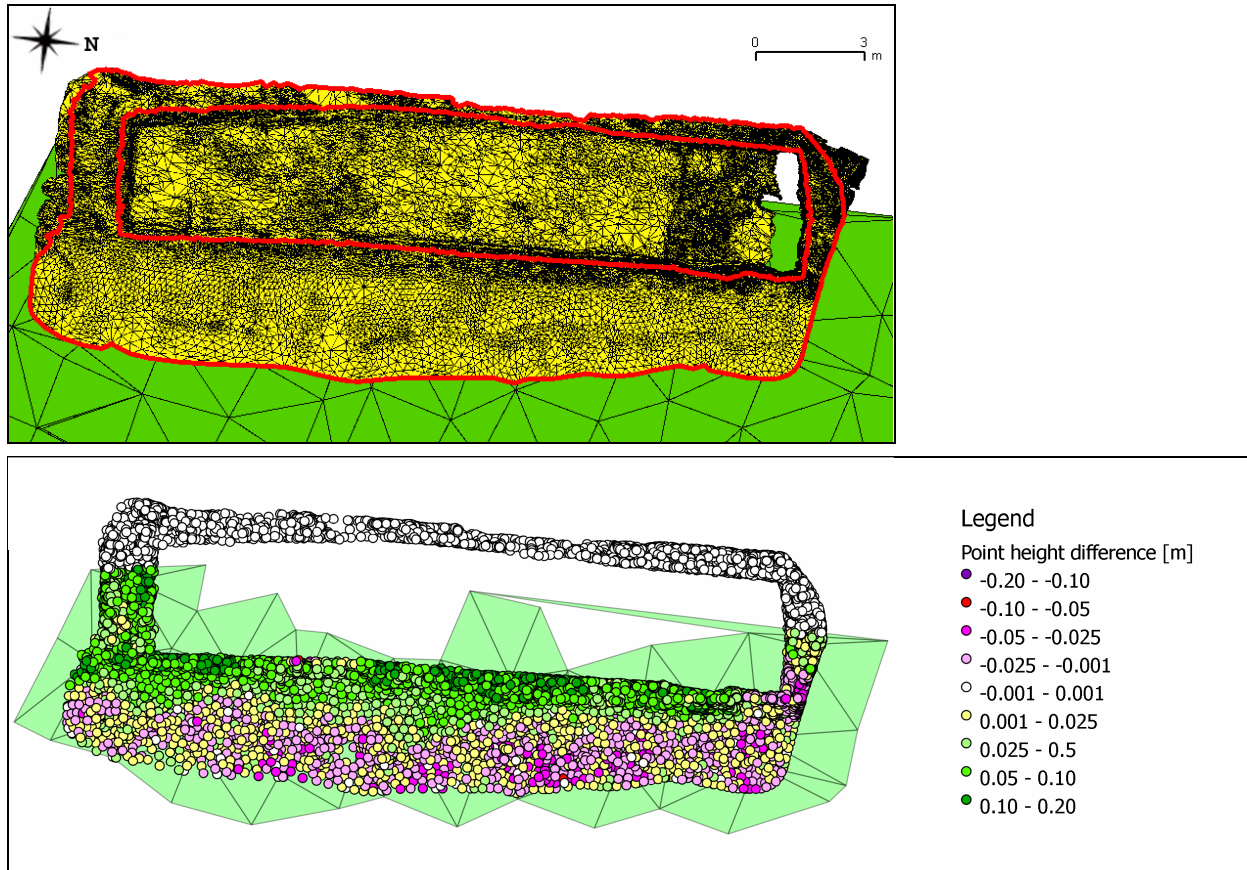 N
0 3
m
Legend
Point height difference [m]
-0.20 - -0.10
-0.10 - -0.05
-0.05 - -0.025
-0.025 - -0.001
-0.001 - 0.001
0.001 - 0.025
0.025 - 0.5
0.05 - 0.10
0.10 - 0.20